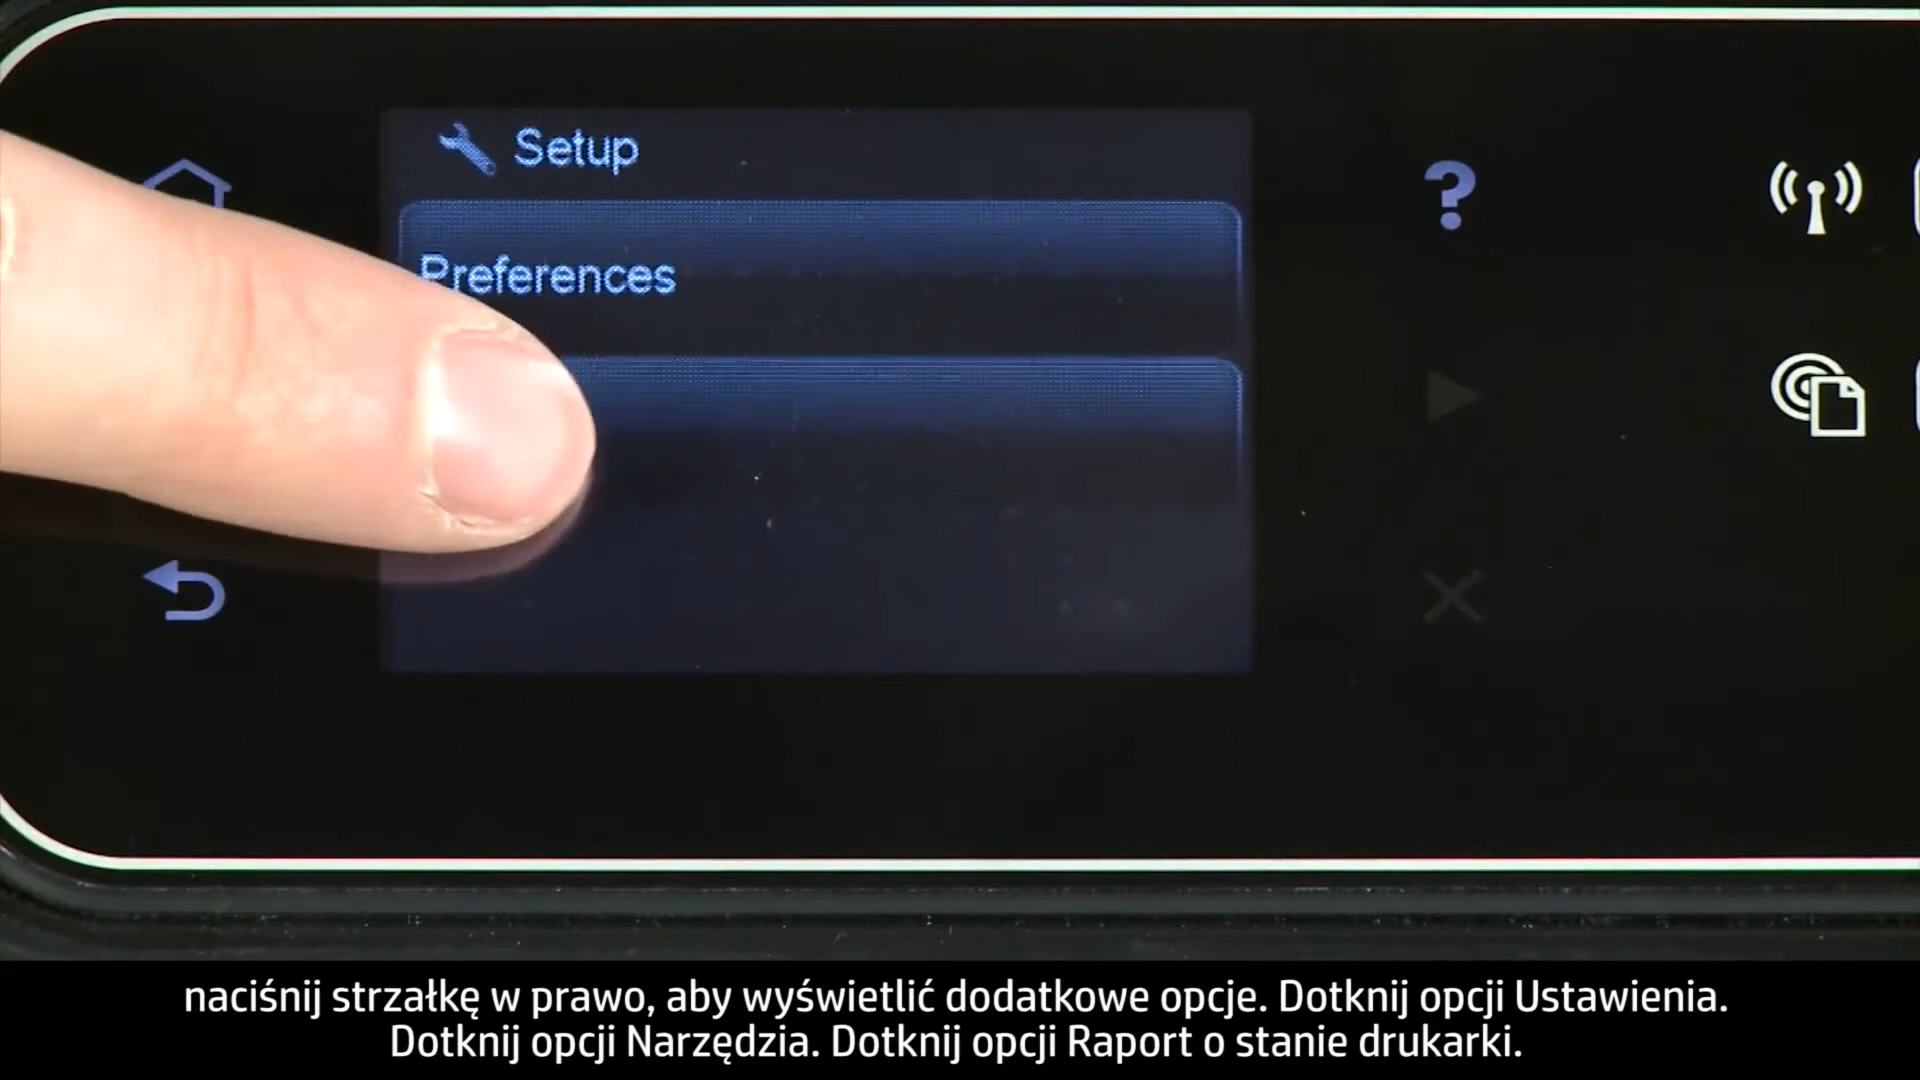 Setup
Preferences
?
naciśnij strzałkę w prawo, aby wyświetlić dodatkowe opcje. Dotknij opcji Ustawienia.
Dotknij opcji Narzędzia. Dotknij opcji Raport o stanie drukarki.